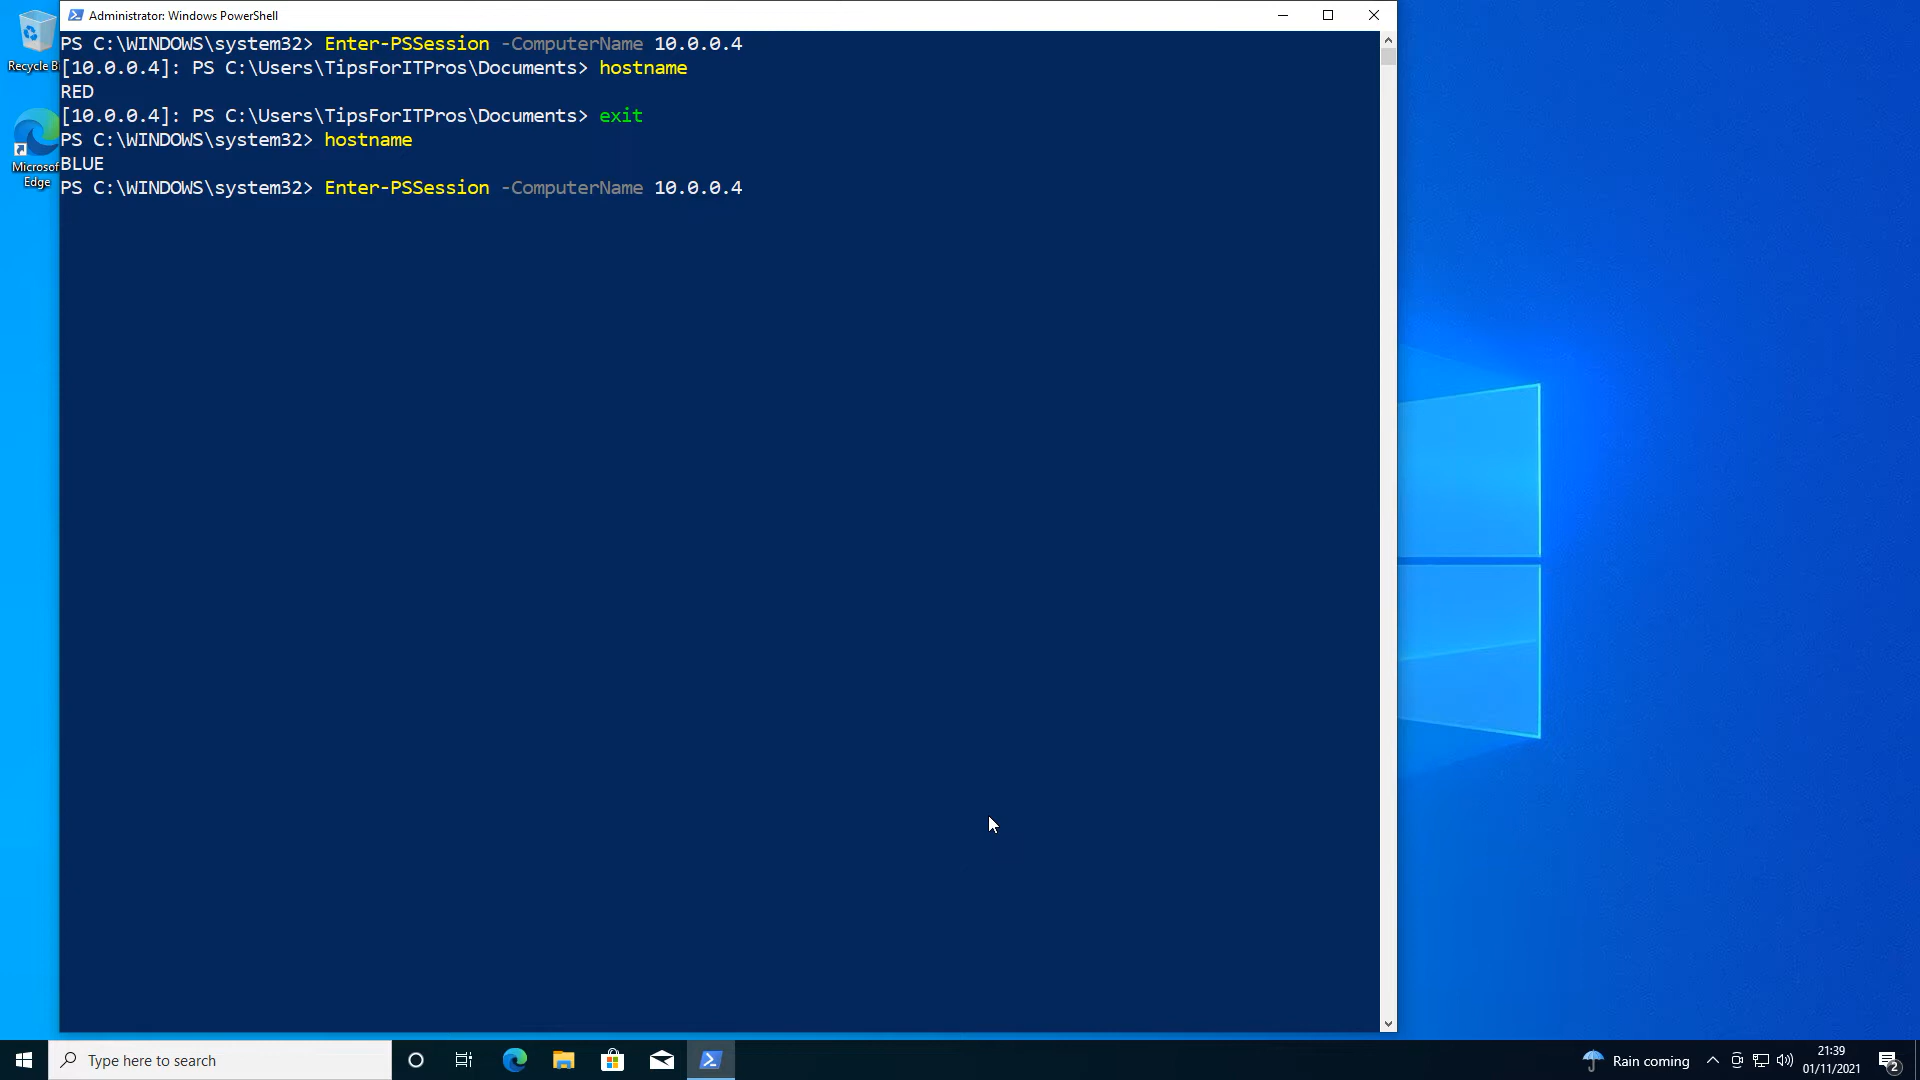 Administrator: Windows PowerShell
PS C:\WINDOWS\system32> Enter-PSSession -ComputerName 10.0.0.4
[10.0.0.4]: PS C:\Users\TipsForITPros\Documents> hostname
RED
[10.0.0.4]: PS C:\Users\TipsForITPros\Documents> exit
PS C:\WINDOWS\system32> hostname
BLUE
PS C:\WINDOWS\system32> Enter-PSSession -ComputerName 10.0.0.4
Recycle B
Microsof
Edge
Type here to search
Rain coming
21:39
01/11/2021
2